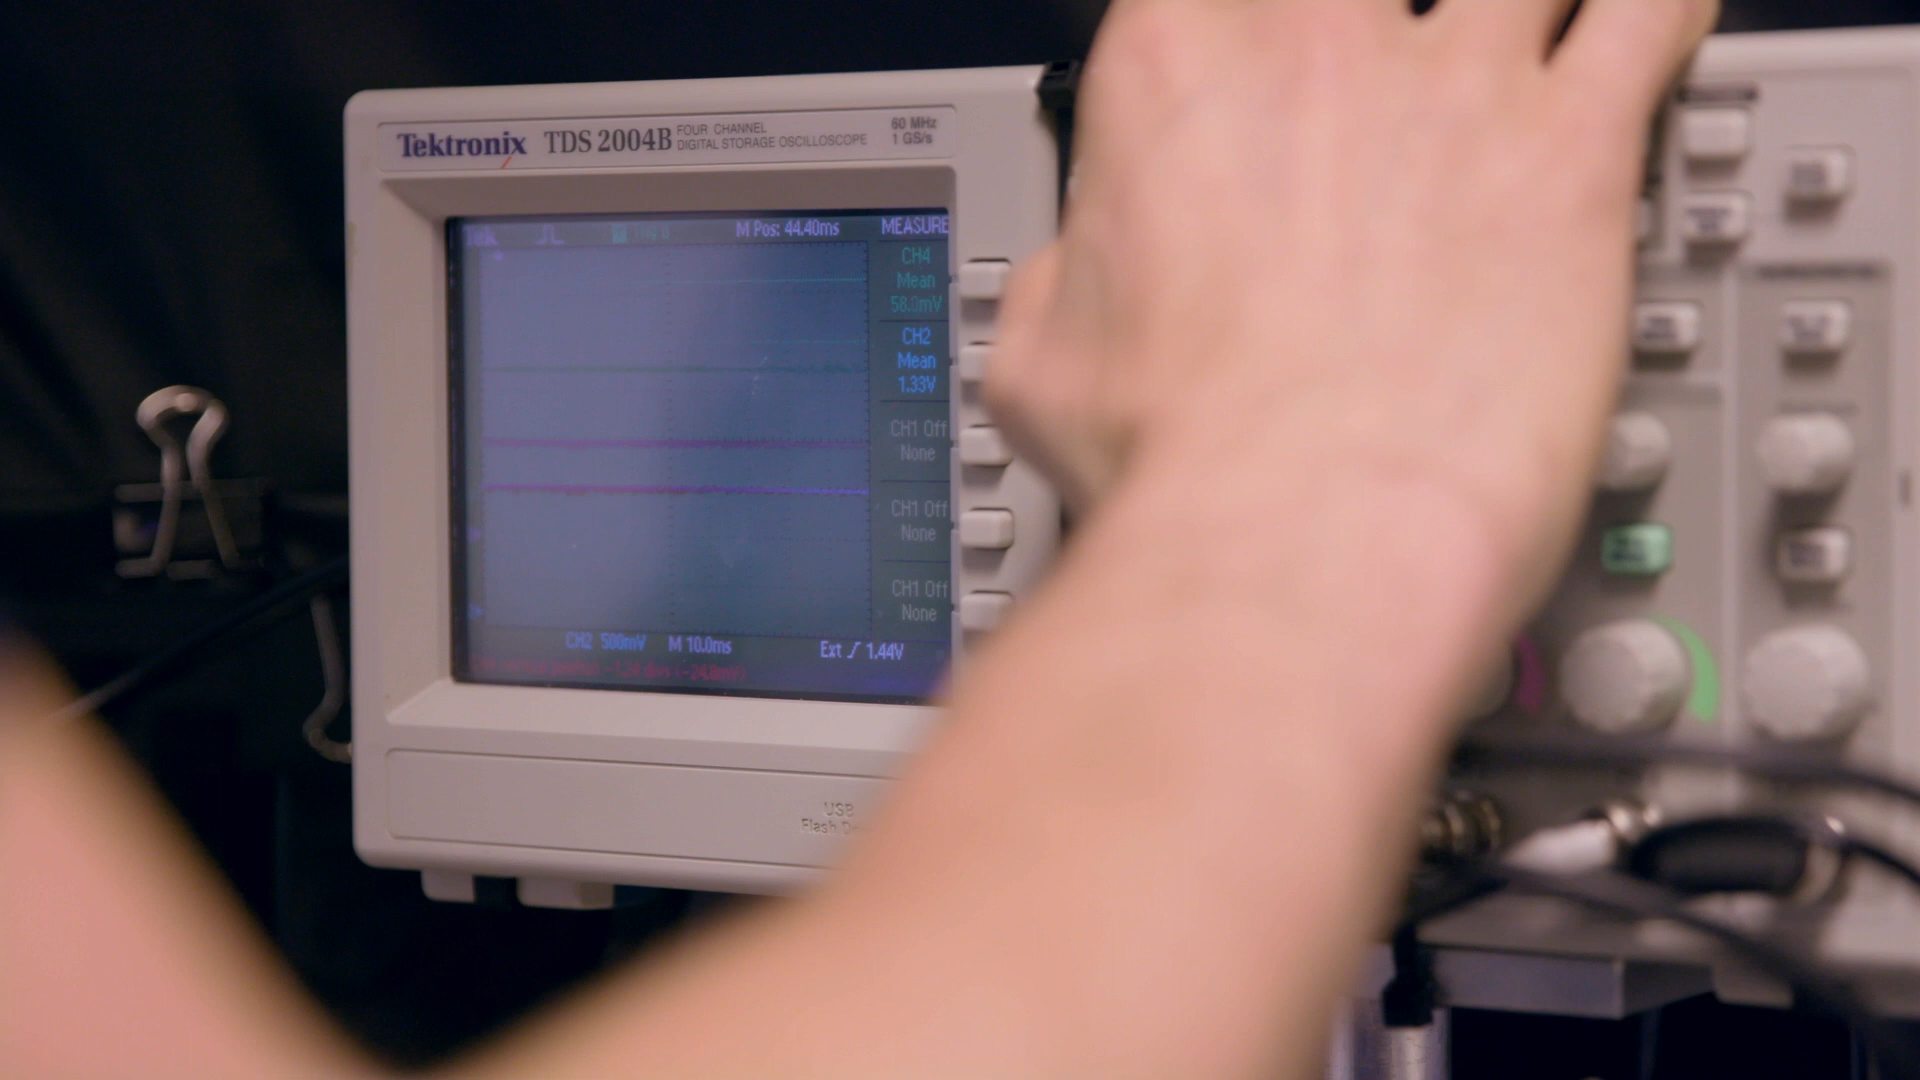 Tektronix TDS 2004B FOUR CHANNEL
DIGITAL STORAGE OSCILLOSCOPE
60 MHz
1 GS/s
Tek M Pos: 44.40ms MEASURE
CH4
Mean
58.0mV
CH2
Mean
1.33V
CH1 Off
None
CH1 Off
None
CH1 Off
None
CH2 500mV M 10.0ms Ext 1.44V
USB
Flash